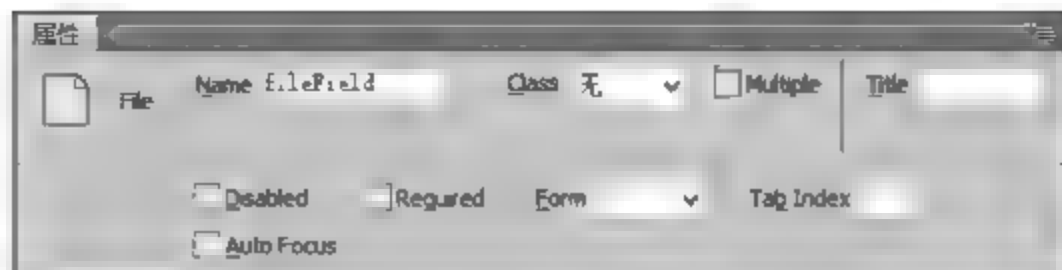 属性
File Name fileField Class 无 Multiple Title
Disabled Required Form Tab Index
Auto Focus